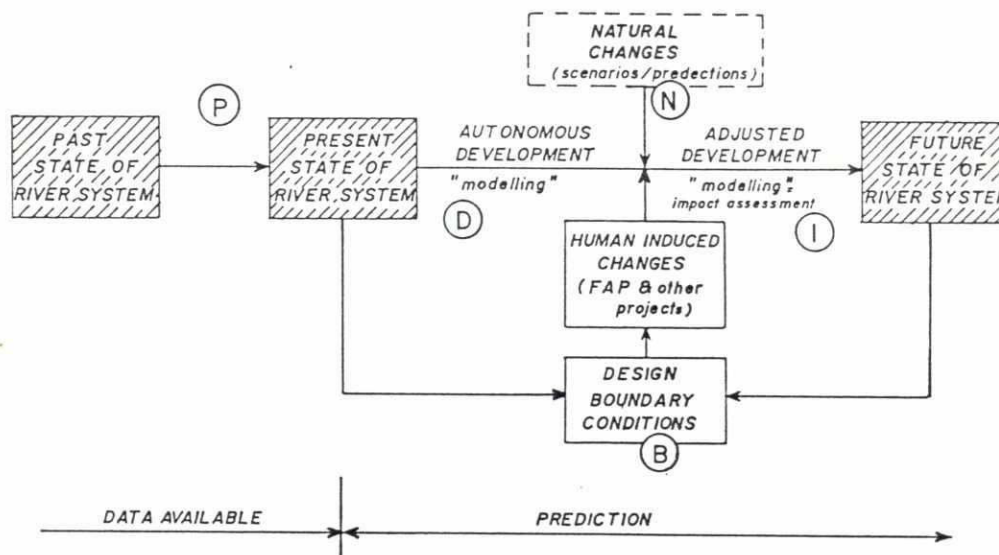 NATURAL
CHANGES
(scenarios/predections)
N
P
PAST
STATE OF
RIVER SYSTEM
PRESENT
STATE OF
RIVER SYSTEM
AUTONOMOUS
DEVELOPMENT
"modelling"
D
ADJUSTED
DEVELOPMENT
"modelling"=
impact assessment
I
FUTURE
STATE OF
RIVER SYSTEM
HUMAN INDUCED
CHANGES
(FAP & other
projects)
DESIGN
BOUNDARY
CONDITIONS
B
DATA AVAILABLE
PREDICTION